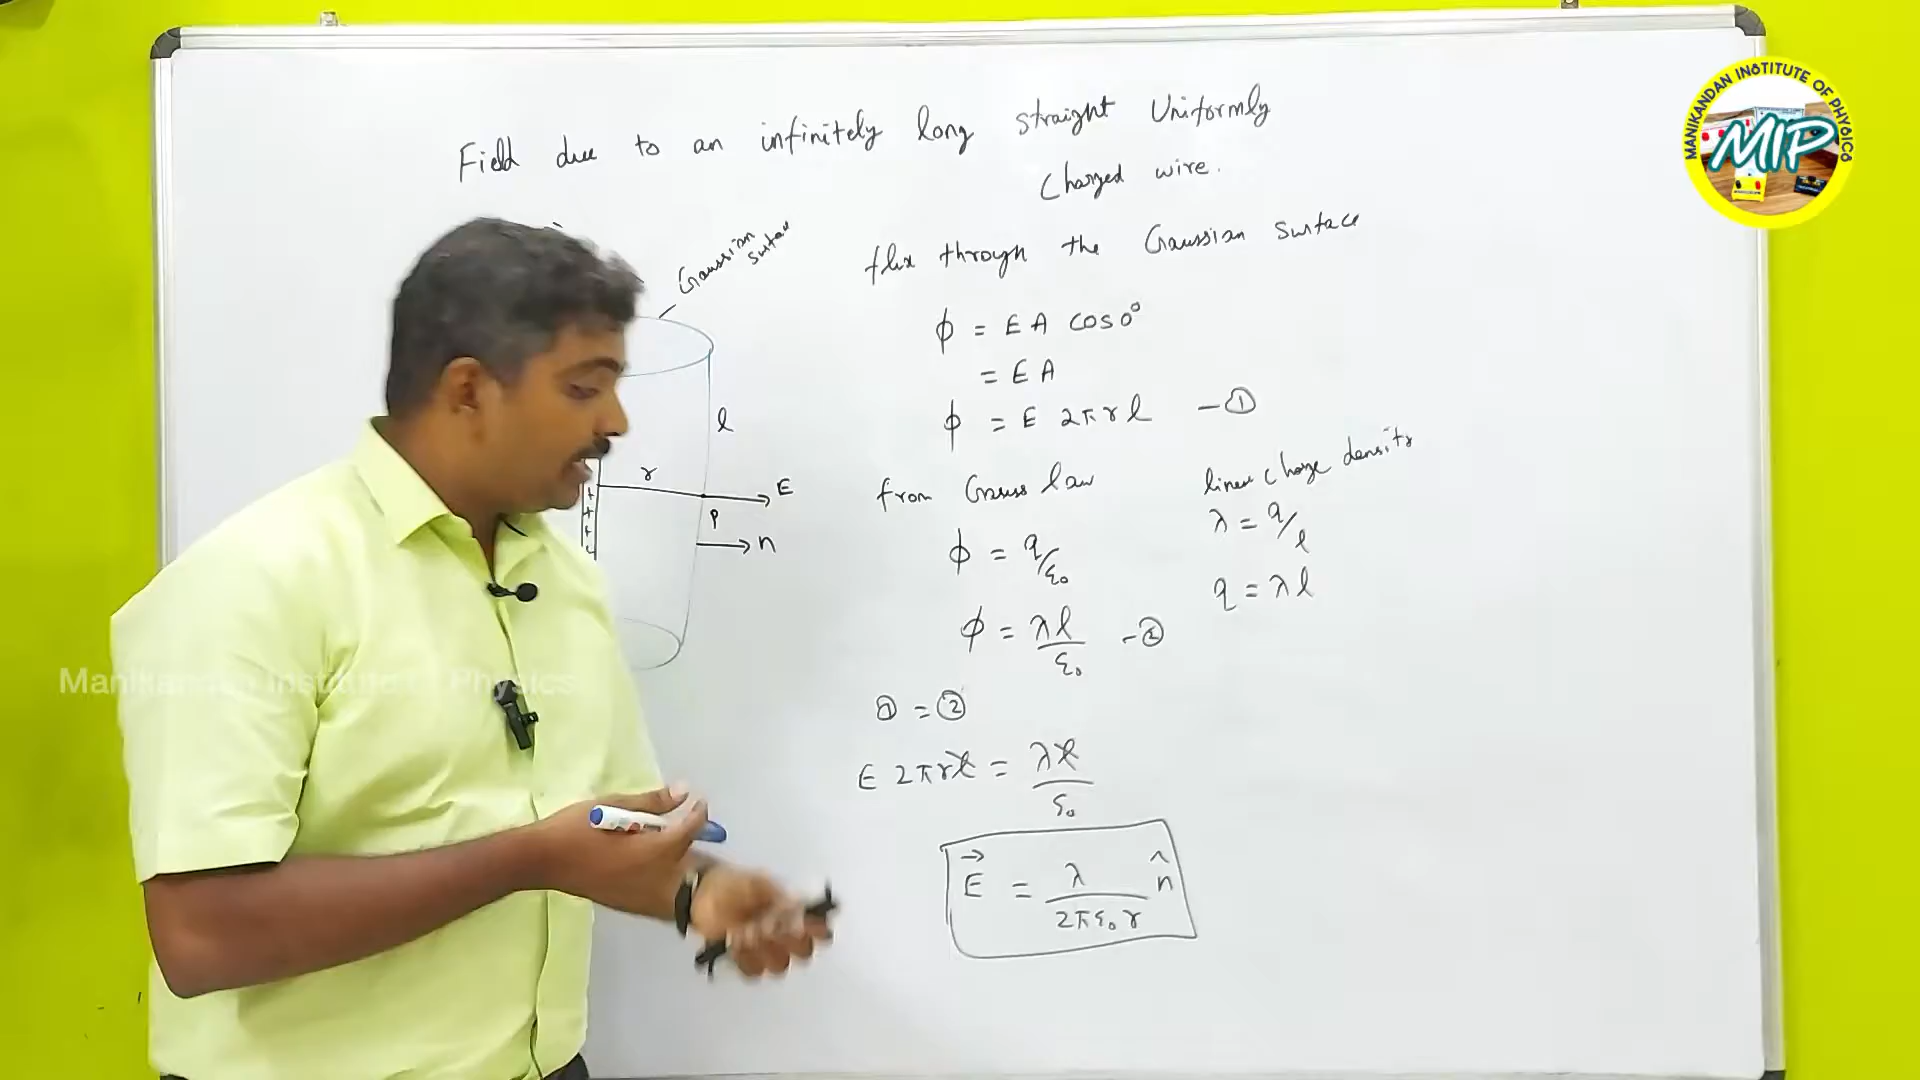 Field due to an infinitely long straight Uniformly
Charged wire.
Gaussian
Surface
l
r
E
P
n
+
+
+
flux through the Gaussian Surface
ϕ = E A cos0°
= E A
ϕ = E 2πrl -①
from Gauss law
ϕ = q/ε₀
ϕ = λl/ε₀ -②
linear charge density
λ = q/l
q = λl
① = ②
E 2πrl = λl/ε₀
E⃗ = λ/2πε₀r n̂
MANIKANDAN INSTITUTE OF PHYSICS
MIP
Manikandan Institute of Physics